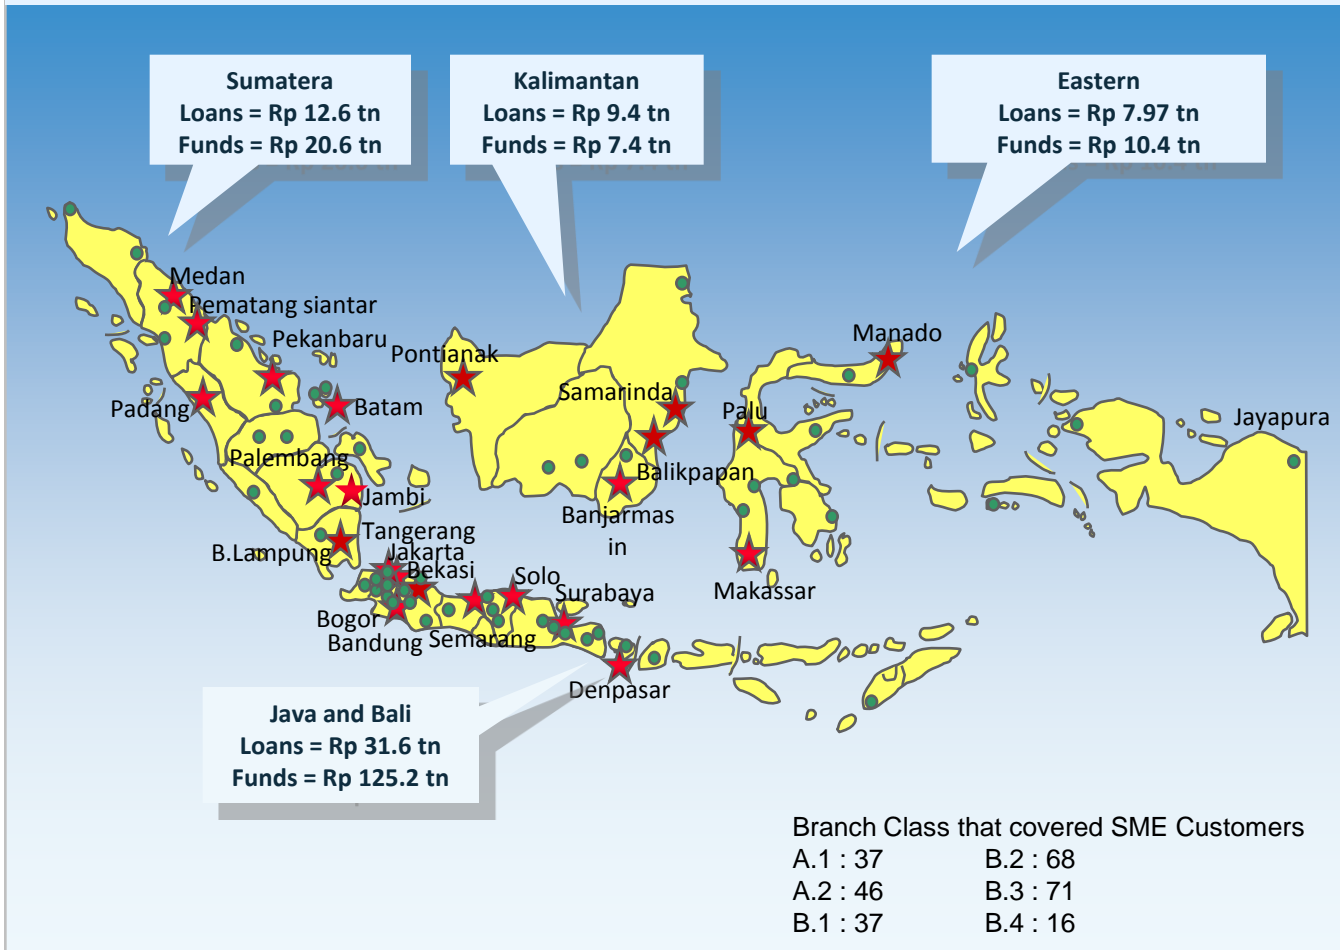 Sumatera
Loans = Rp 12.6 tn
Funds = Rp 20.6 tn
Kalimantan
Loans = Rp 9.4 tn
Funds = Rp 7.4 tn
Eastern
Loans = Rp 7.97 tn
Funds = Rp 10.4 tn
Medan
Pematang siantar
Pekanbaru
Padang
Batam
Palembang
Jambi
B.Lampung
Tangerang
Jakarta
Bekasi
Bogor
Bandung
Semarang
Solo
Surabaya
Denpasar
Pontianak
Samarinda
Balikpapan
Banjarmas
in
Manado
Palu
Makassar
Jayapura
Java and Bali
Loans = Rp 31.6 tn
Funds = Rp 125.2 tn
Branch Class that covered SME Customers
A.1 : 37 B.2 : 68
A.2 : 46 B.3 : 71
B.1 : 37 B.4 : 16